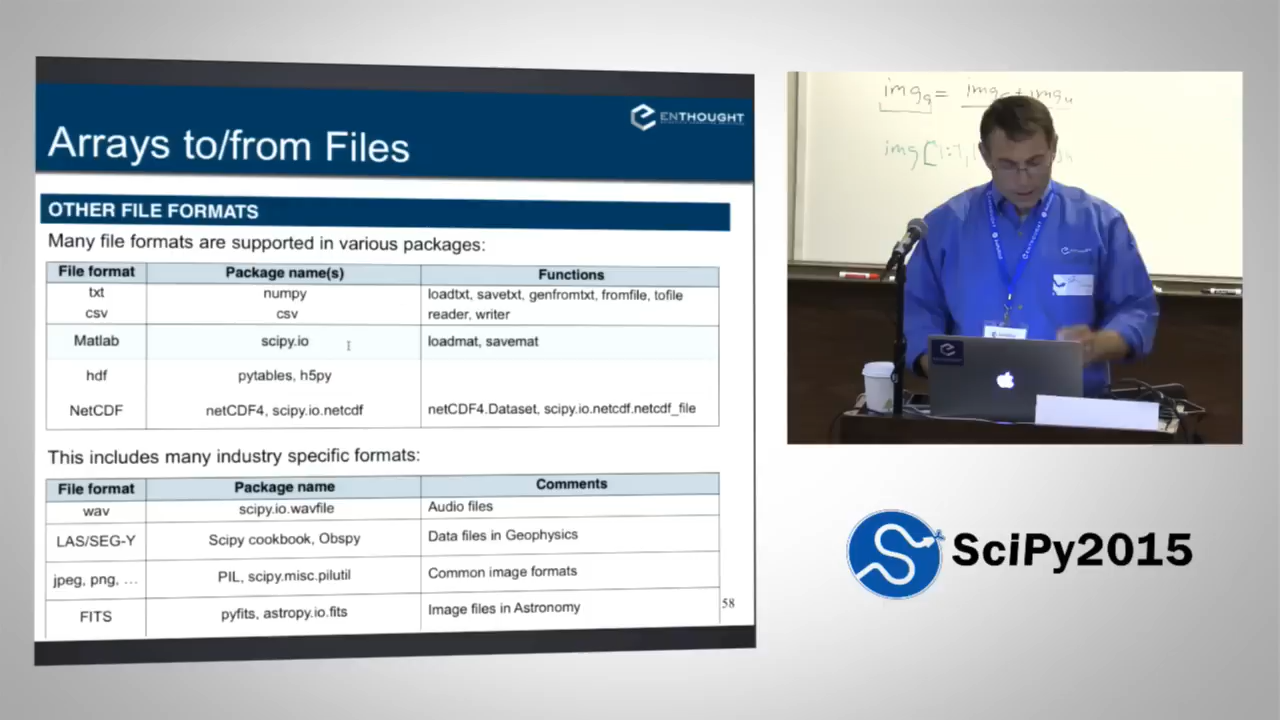 ENTHOUGHT
Arrays to/from Files
OTHER FILE FORMATS
Many file formats are supported in various packages:
File format Package name(s) Functions
txt numpy loadtxt, savetxt, genfromtxt, fromfile, tofile
csv csv reader, writer
Matlab scipy.io loadmat, savemat
hdf pytables, h5py
NetCDF netCDF4, scipy.io.netcdf netCDF4.Dataset, scipy.io.netcdf.netcdf_file
This includes many industry specific formats:
File format Package name Comments
wav scipy.io.wavfile Audio files
LAS/SEG-Y Scipy cookbook, Obspy Data files in Geophysics
jpeg, png, … PIL, scipy.misc.pilutil Common image formats
FITS pyfits, astropy.io.fits Image files in Astronomy
58
img
ENTHOUGHT
SciPy2015